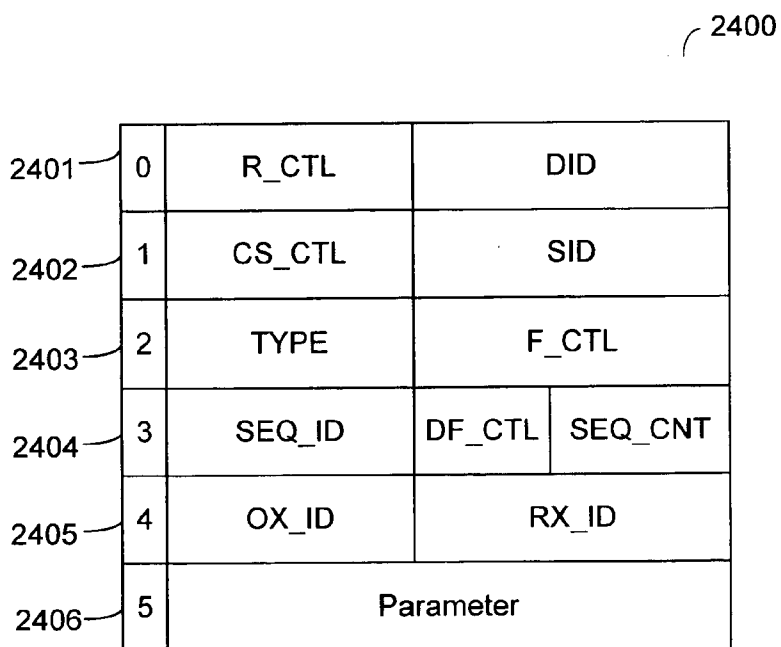 2400
2401 0 R_CTL DID
2402 1 CS_CTL SID
2403 2 TYPE F_CTL
2404 3 SEQ_ID DF_CTL SEQ_CNT
2405 4 OX_ID RX_ID
2406 5 Parameter